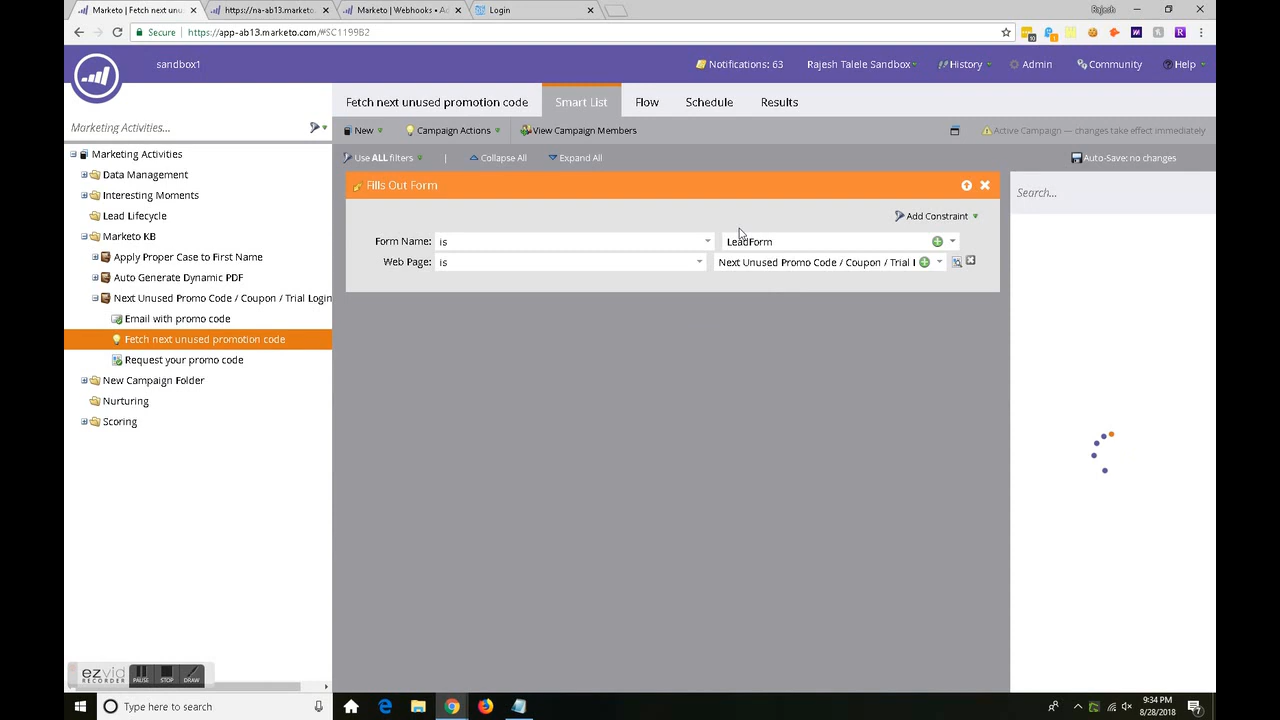 Marketo | Fetch next unus
https://na-ab13.marketo.
Marketo | Webhooks • Ad
Login
Rajesh
Secure
https://app-ab13.marketo.com/#SC1199B2
sandbox1
Notifications: 63
Rajesh Talele Sandbox
History
Admin
Community
Help
Marketing Activities...
Fetch next unused promotion code
Smart List
Flow
Schedule
Results
New
Campaign Actions
View Campaign Members
Active Campaign — changes take effect immediately
Use ALL filters
Collapse All
Expand All
Auto-Save: no changes
Marketing Activities
Data Management
Interesting Moments
Lead Lifecycle
Marketo KB
Apply Proper Case to First Name
Auto Generate Dynamic PDF
Next Unused Promo Code / Coupon / Trial Login
Email with promo code
Fetch next unused promotion code
Request your promo code
New Campaign Folder
Nurturing
Scoring
Fills Out Form
Add Constraint
Form Name: is LeadForm
Web Page: is Next Unused Promo Code / Coupon / Trial l
Search...
ezvid
RECORDER
PAUSE
STOP
DRAW
Type here to search
9:34 PM
8/28/2018